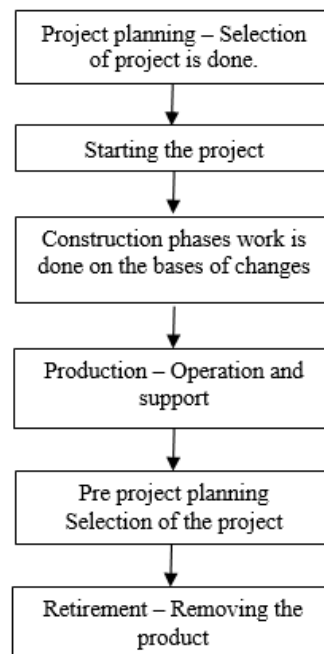 Project planning – Selection
of project is done.
Starting the project
Construction phases work is
done on the bases of changes
Production – Operation and
support
Pre project planning
Selection of the project
Retirement – Removing the
product